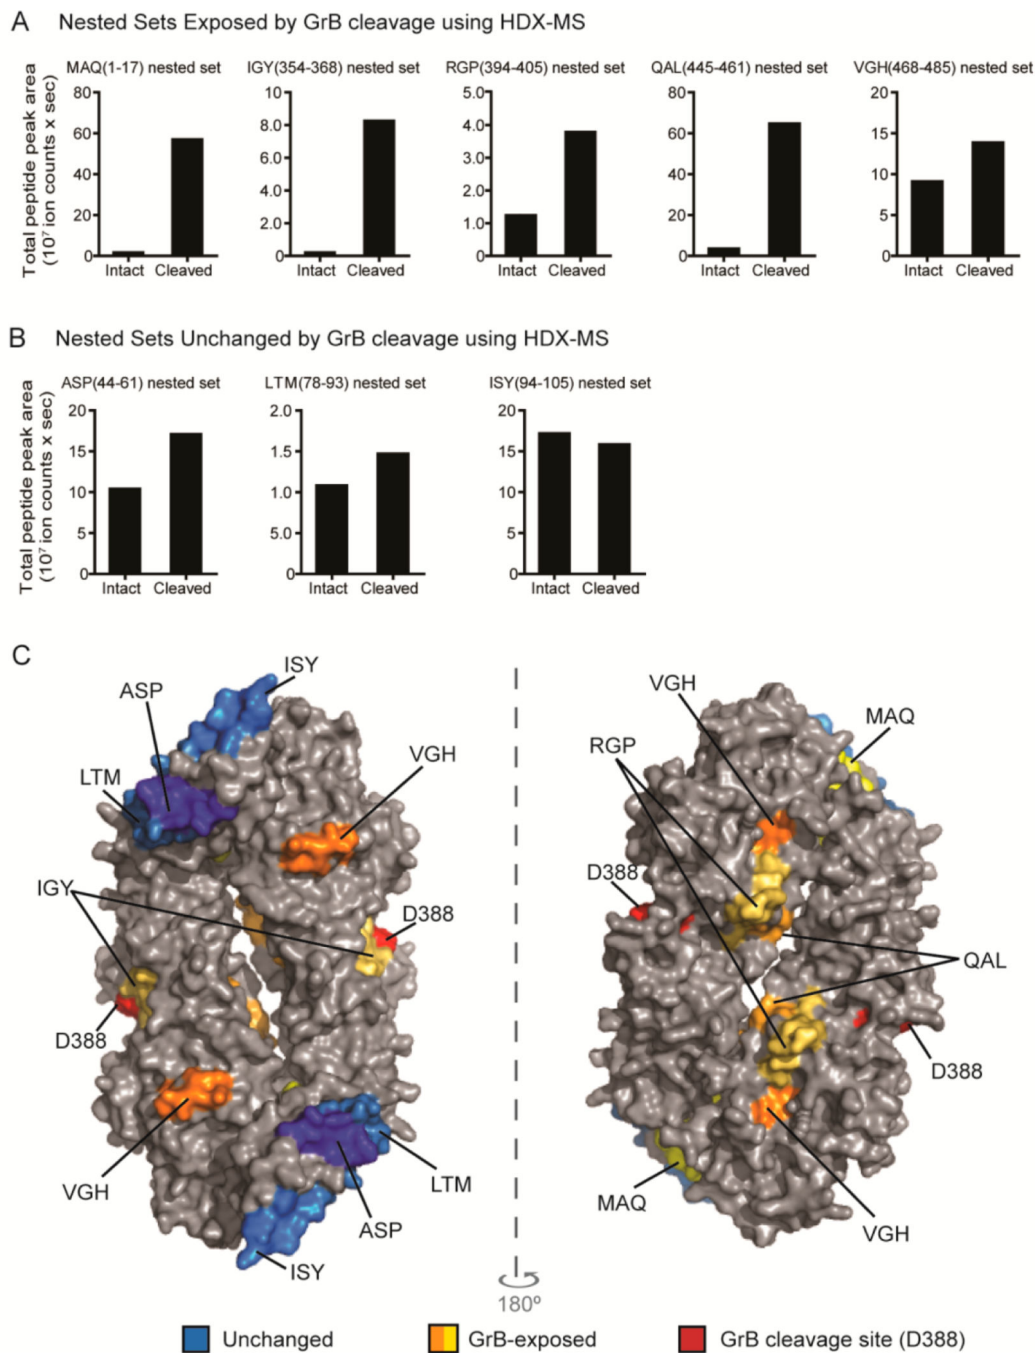 A Nested Sets Exposed by GrB cleavage using HDX-MS
MAQ(1-17) nested set IGY(354-368) nested set RGP(394-405) nested set QAL(445-461) nested set VGH(468-485) nested set
Total peptide peak area
(10⁷ ion counts x sec)
80 10 5.0 80 20
60 8 4.0 60 15
40 6 3.0 40 10
4.0 2.0
20 2.0 1.0 20 5
0 0 0 0 0
Intact Cleaved Intact Cleaved Intact Cleaved Intact Cleaved Intact Cleaved
B Nested Sets Unchanged by GrB cleavage using HDX-MS
ASP(44-61) nested set LTM(78-93) nested set ISY(94-105) nested set
Total peptide peak area
(10⁷ ion counts x sec)
20 2.0 20
15 1.5 15
10 1.0 10
5 5
0 0 0
Intact Cleaved Intact Cleaved Intact Cleaved
C
ISY
ASP
LTM
VGH
IGY
D388
D388
VGH
LTM
ASP
ISY
VGH
MAQ
RGP
D388
QAL
D388
MAQ
VGH
180º
Unchanged GrB-exposed GrB cleavage site (D388)